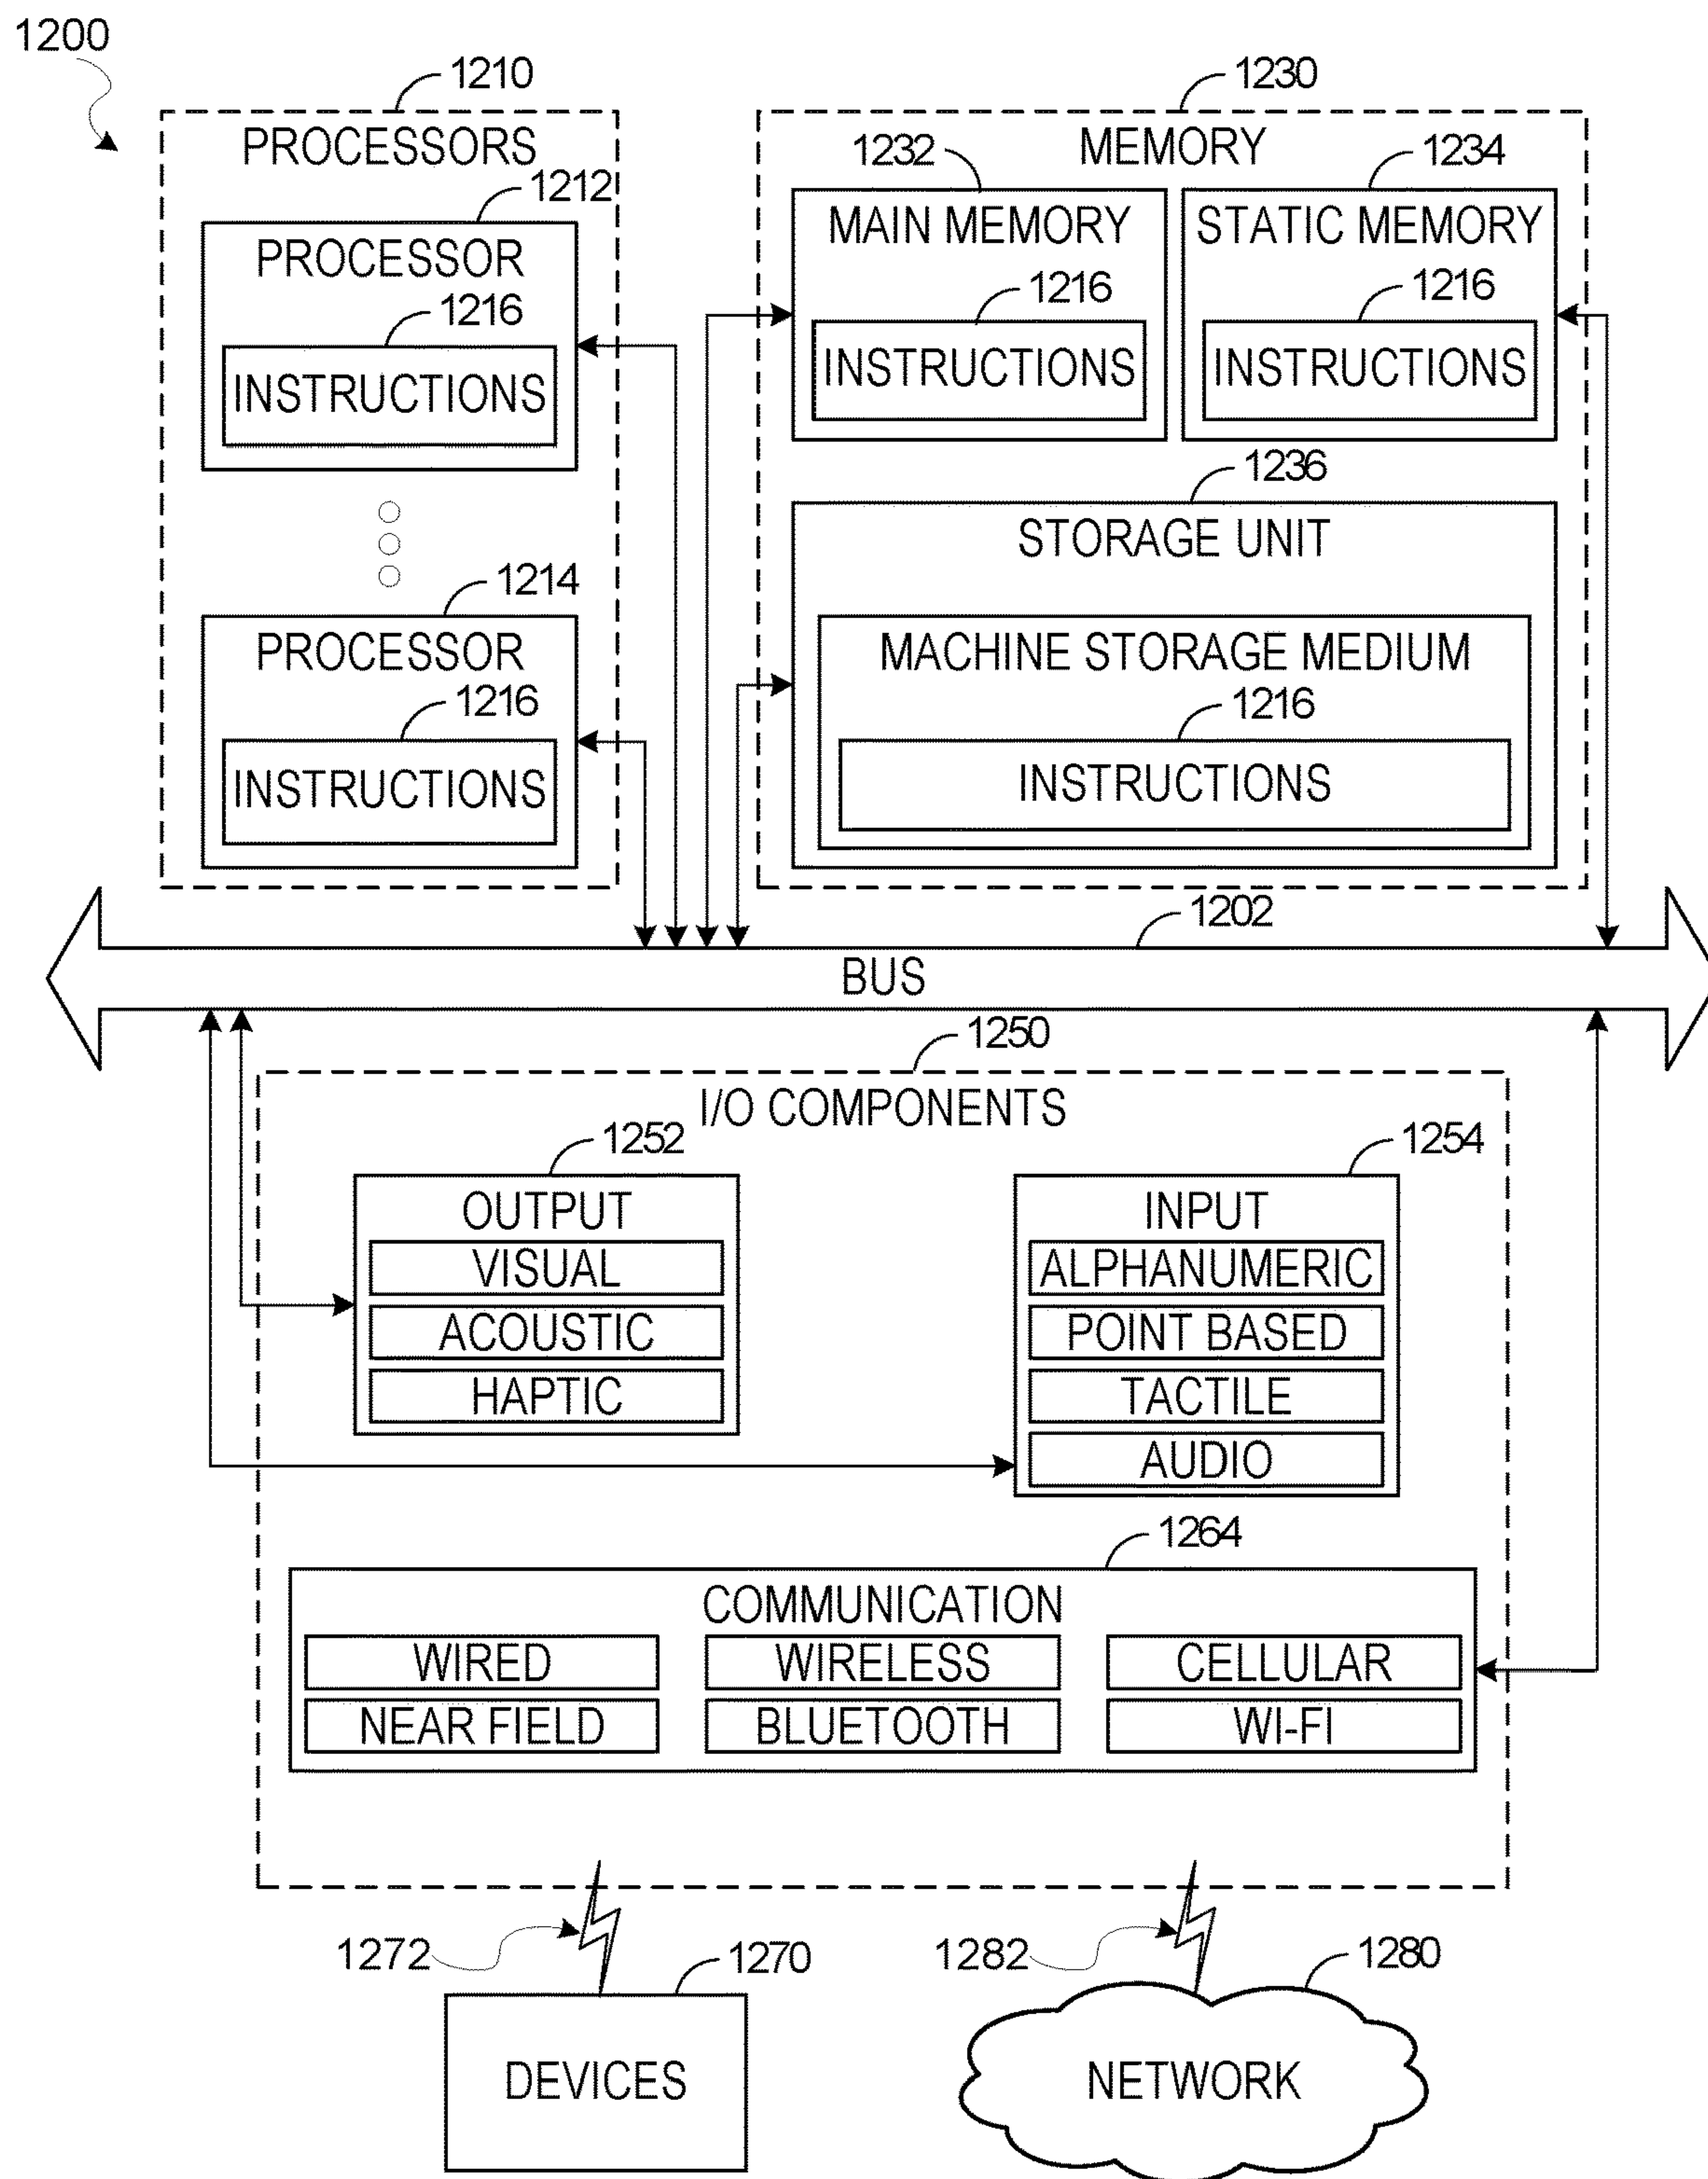 1200
1210
PROCESSORS
1212
PROCESSOR
1216
INSTRUCTIONS
1214
PROCESSOR
1216
INSTRUCTIONS
1230
MEMORY
1232
MAIN MEMORY
1216
INSTRUCTIONS
1234
STATIC MEMORY
1216
INSTRUCTIONS
1236
STORAGE UNIT
MACHINE STORAGE MEDIUM
1216
INSTRUCTIONS
1202
BUS
1250
I/O COMPONENTS
1252
OUTPUT
VISUAL
ACOUSTIC
HAPTIC
1254
INPUT
ALPHANUMERIC
POINT BASED
TACTILE
AUDIO
1264
COMMUNICATION
WIRED
WIRELESS
CELLULAR
NEAR FIELD
BLUETOOTH
WI-FI
1272
1270
DEVICES
1282
1280
NETWORK